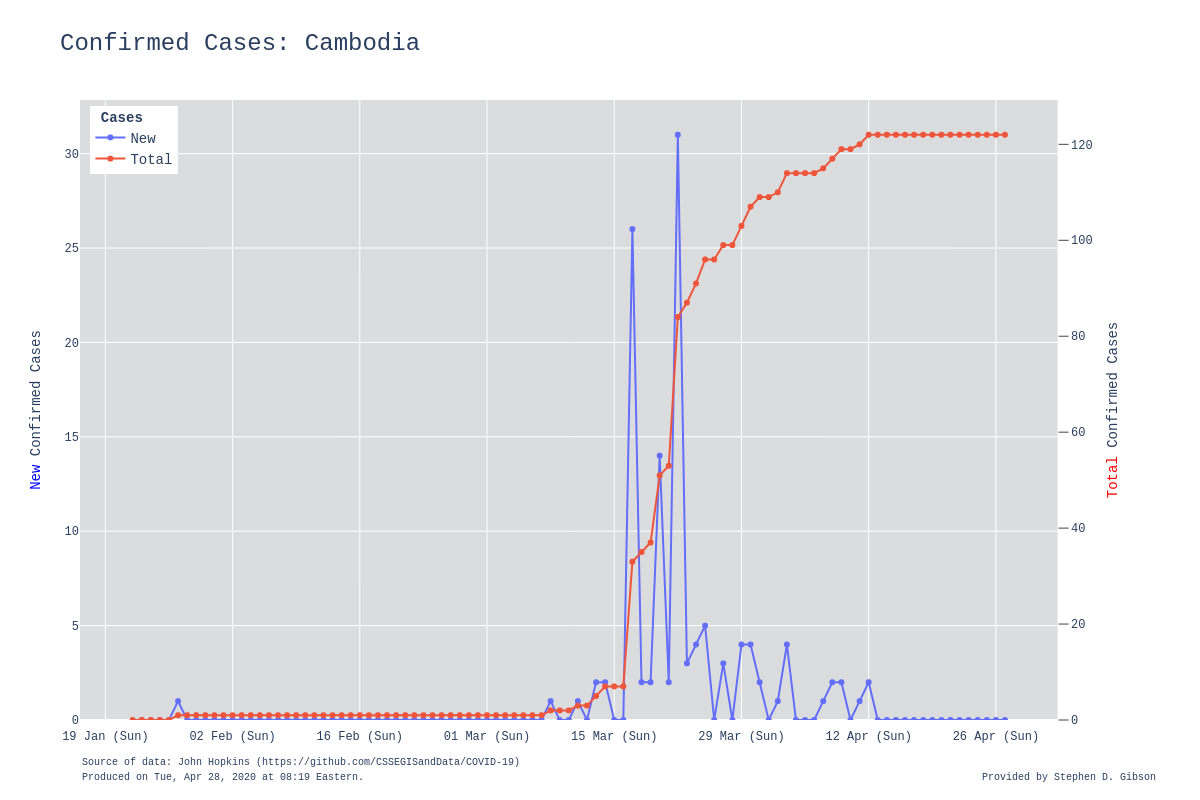 Confirmed Cases: Cambodia
Cases
New
Total
30
25
20
15
10
5
0
New Confirmed Cases
120
100
80
60
40
20
0
Total Confirmed Cases
19 Jan (Sun) 02 Feb (Sun) 16 Feb (Sun) 01 Mar (Sun) 15 Mar (Sun) 29 Mar (Sun) 12 Apr (Sun) 26 Apr (Sun)
Source of data: John Hopkins (https://github.com/CSSEGISandData/COVID-19)
Produced on Tue, Apr 28, 2020 at 08:19 Eastern.
Provided by Stephen D. Gibson